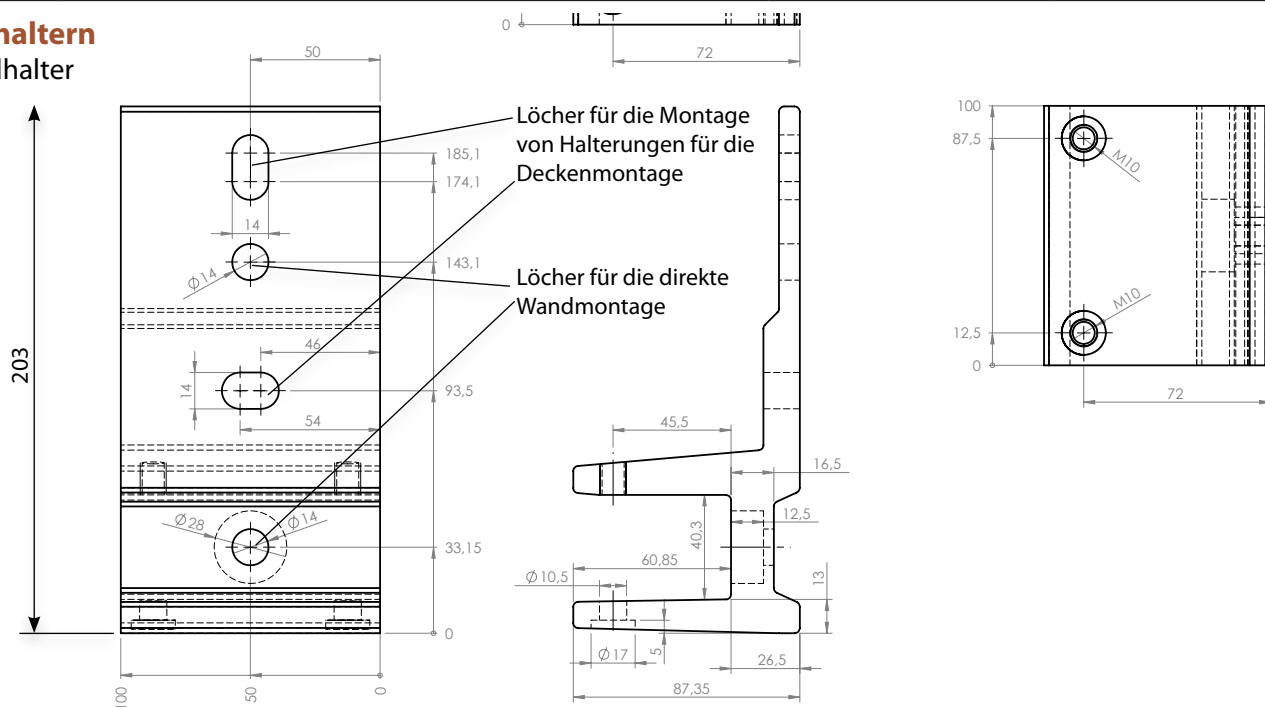 haltern
lhalter
50
Löcher für die Montage
von Halterungen für die
Deckenmontage
185,1
174,1
14
Ø14
143,1
Löcher für die direkte
Wandmontage
203
46
14
93,5
54
Ø28
Ø14
33,15
0
100
50
0
0
72
45,5
16,5
12,5
40,3
60,85
Ø10,5
13
Ø17
5
26,5
87,35
100
87,5
M10
M10
12,5
0
72